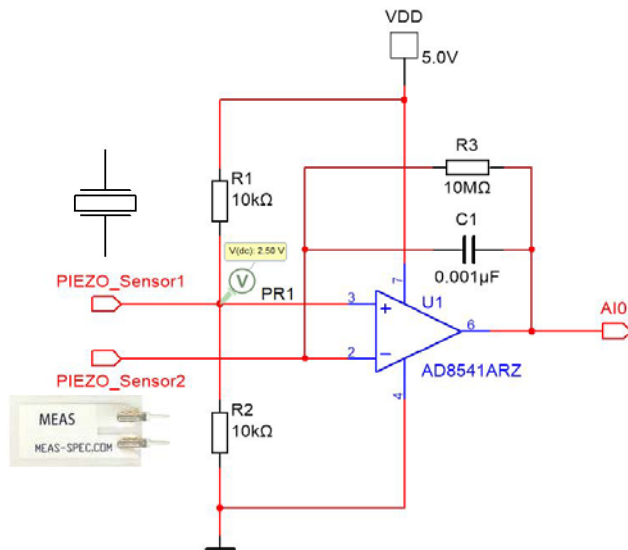 VDD
5.0V
R3
10MΩ
R1
10kΩ
C1
0.001µF
V(dc): 2.50 V
V
PIEZO_Sensor1
PR1
3
+
7
U1
6
AI0
2
−
PIEZO_Sensor2
4
AD8541ARZ
R2
10kΩ
MEAS
MEAS-SPEC.COM